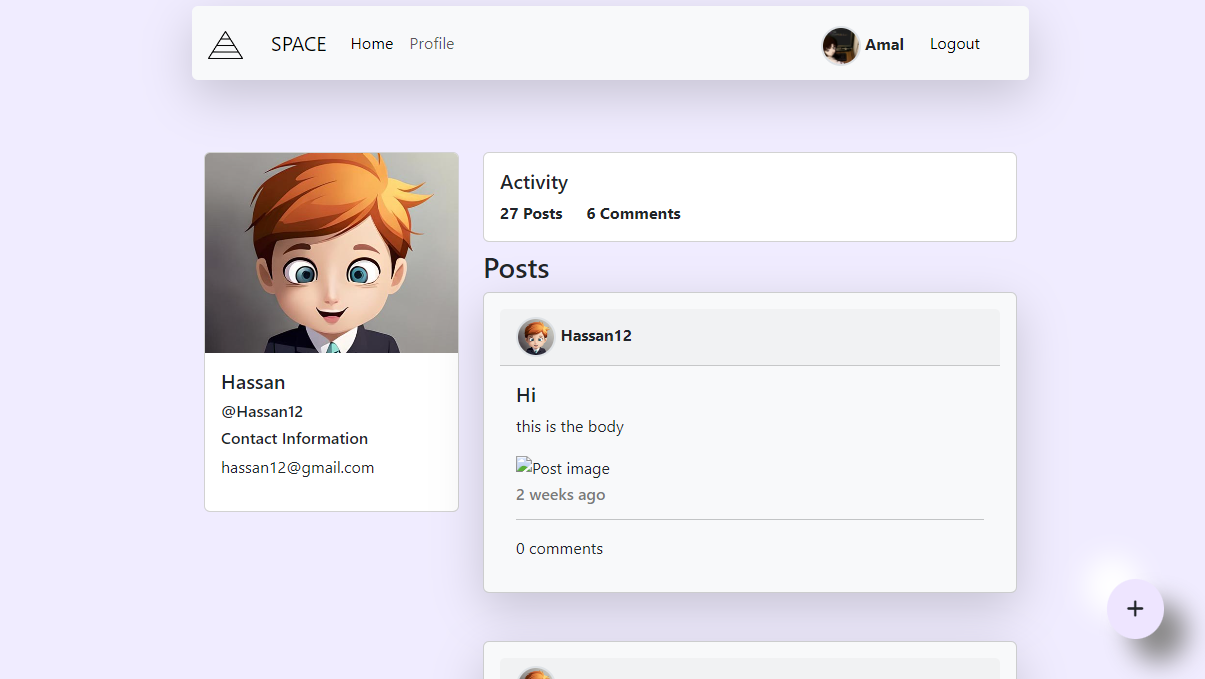 SPACE Home Profile Amal Logout
Hassan
@Hassan12
Contact Information
hassan12@gmail.com
Activity
27 Posts 6 Comments
Posts
Hassan12
Hi
this is the body
Post image
2 weeks ago
0 comments
+